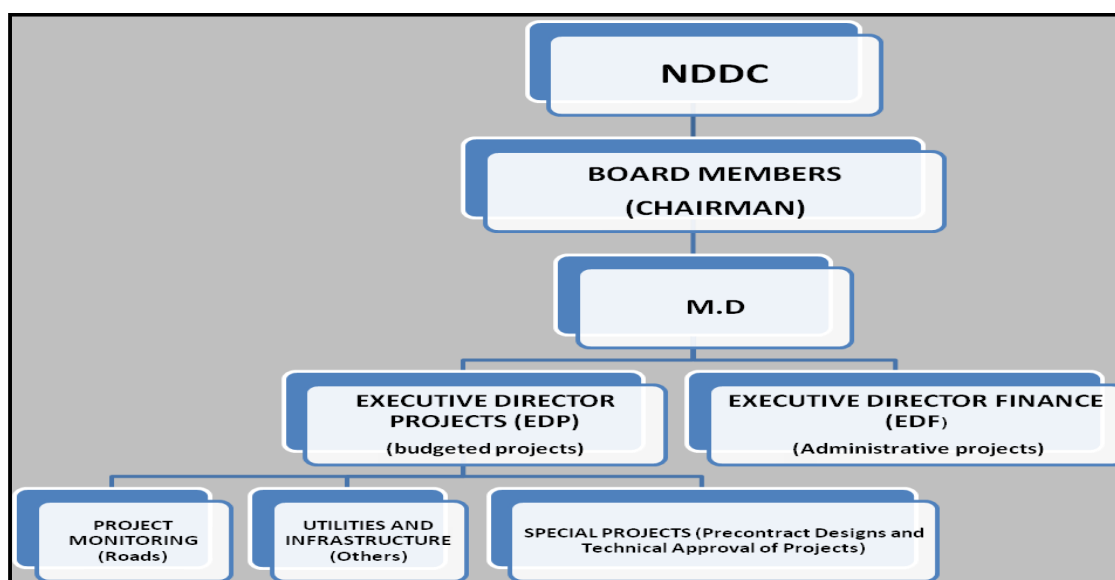 NDDC
BOARD MEMBERS
(CHAIRMAN)
M.D
EXECUTIVE DIRECTOR
PROJECTS (EDP)
(budgeted projects)
EXECUTIVE DIRECTOR FINANCE
(EDF)
(Administrative projects)
PROJECT
MONITORING
(Roads)
UTILITIES AND
INFRASTRUCTURE
(Others)
SPECIAL PROJECTS (Precontract Designs and
Technical Approval of Projects)